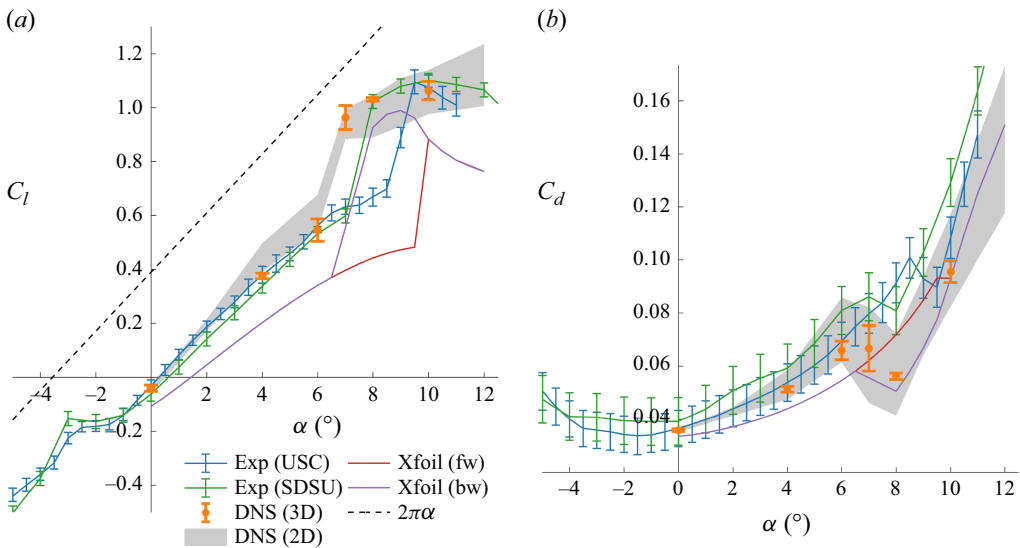 (a)
1.2
1.0
0.8
0.6
0.4
0.2
−0.2
−0.4
C_l
−4 −2 0 2 4 6 8 10 12
α (°)
Exp (USC)
Exp (SDSU)
DNS (3D)
DNS (2D)
Xfoil (fw)
Xfoil (bw)
2πα
(b)
0.16
0.14
0.12
0.10
0.08
0.06
0.04
C_d
−4 −2 0 2 4 6 8 10 12
α (°)